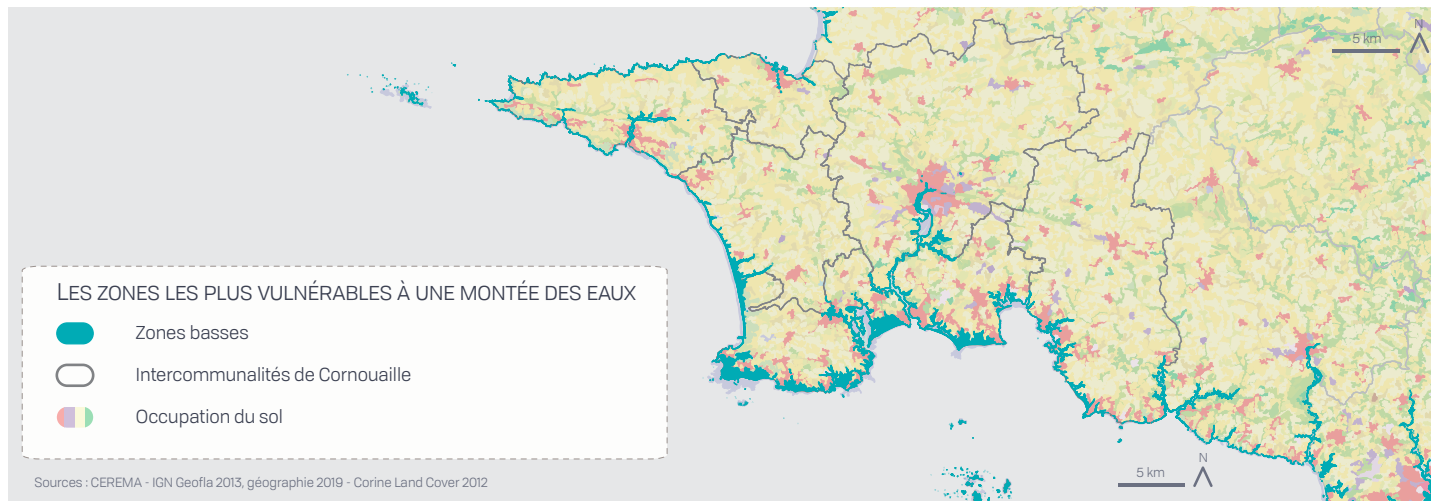 N
5 km
LES ZONES LES PLUS VULNÉRABLES À UNE MONTÉE DES EAUX
Zones basses
Intercommunalités de Cornouaille
Occupation du sol
N
5 km
Sources : CEREMA - IGN Geofla 2013, géographie 2019 - Corine Land Cover 2012